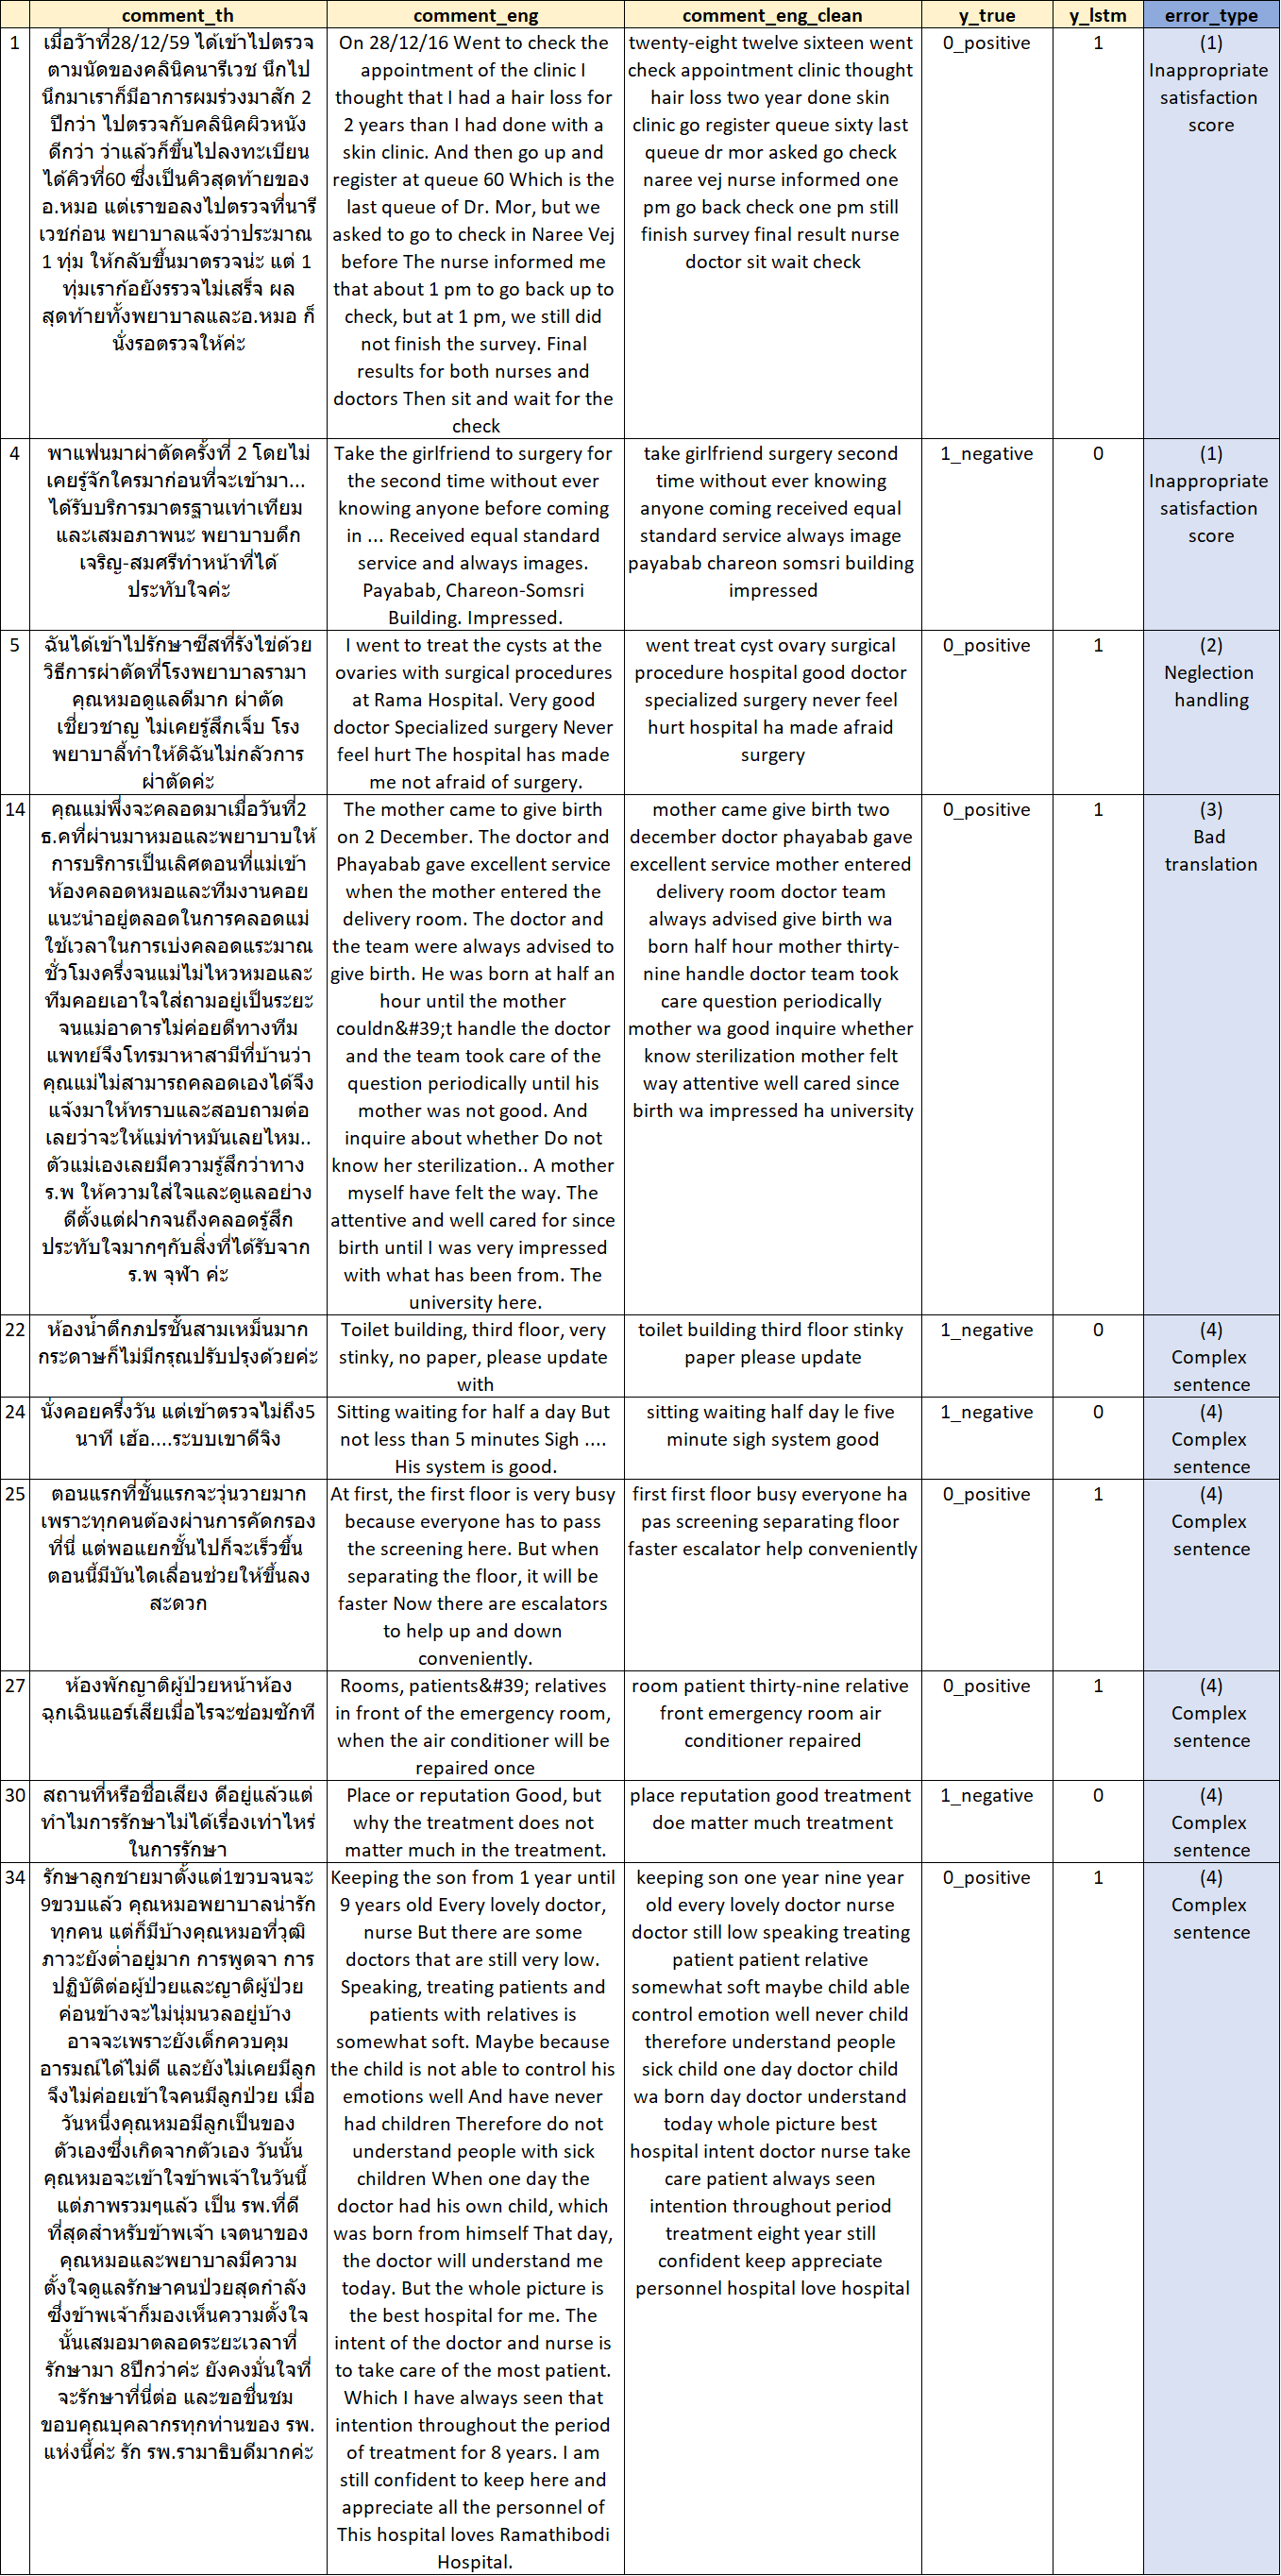 comment_th	comment_eng	comment_eng_clean	y_true	y_lstm	error_type
1
เมื่อว้าที่28/12/59 ได้เข้าไปตรวจ
ตามนัดของคลินิคนารีเวช นึกไป
นึกมาเราก็มีอาการผมร่วงมาสัก 2
ปีกว่า ไปตรวจกับคลินิคผิวหนัง
ดีกว่า ว่าแล้วก็ขึ้นไปลงทะเบียน
ได้คิวที่60 ซึ่งเป็นคิวสุดท้ายของ
อ.หมอ แต่เราขอลงไปตรวจที่นารี
เวชก่อน พยาบาลแจ้งว่าประมาณ
1 ทุ่ม ให้กลับขึ้นมาตรวจน่ะ แต่ 1
ทุ่มเราก้อยังรรวจไม่เสร็จ ผล
สุดท้ายทั้งพยาบาลและอ.หมอ ก็
นั่งรอตรวจให้ค่ะ
On 28/12/16 Went to check the
appointment of the clinic I
thought that I had a hair loss for
2 years than I had done with a
skin clinic. And then go up and
register at queue 60 Which is the
last queue of Dr. Mor, but we
asked to go to check in Naree Vej
before The nurse informed me
that about 1 pm to go back up to
check, but at 1 pm, we still did
not finish the survey. Final
results for both nurses and
doctors Then sit and wait for the
check
twenty-eight twelve sixteen went
check appointment clinic thought
hair loss two year done skin
clinic go register queue sixty last
queue dr mor asked go check
naree vej nurse informed one
pm go back check one pm still
finish survey final result nurse
doctor sit wait check
0_positive
1
(1)
Inappropriate
satisfaction
score
4
พาแฟนมาผ่าตัดครั้งที่ 2 โดยไม่
เคยรู้จักใครมาก่อนที่จะเข้ามา...
ได้รับบริการมาตรฐานเท่าเทียม
และเสมอภาพนะ พยาบาบตึก
เจริญ-สมศรีทำหน้าที่ได้
ประทับใจค่ะ
Take the girlfriend to surgery for
the second time without ever
knowing anyone before coming
in ... Received equal standard
service and always images.
Payabab, Chareon-Somsri
Building. Impressed.
take girlfriend surgery second
time without ever knowing
anyone coming received equal
standard service always image
payabab chareon somsri building
impressed
1_negative
0
(1)
Inappropriate
satisfaction
score
5
ฉันได้เข้าไปรักษาซีสที่รังไข่ด้วย
วิธีการผ่าตัดที่โรงพยาบาลรามา
คุณหมอดูแลดีมาก ผ่าตัด
เชี่ยวชาญ ไม่เคยรู้สึกเจ็บ โรง
พยาบาลี้ทำให้ดิฉันไม่กลัวการ
ผ่าตัดค่ะ
I went to treat the cysts at the
ovaries with surgical procedures
at Rama Hospital. Very good
doctor Specialized surgery Never
feel hurt The hospital has made
me not afraid of surgery.
went treat cyst ovary surgical
procedure hospital good doctor
specialized surgery never feel
hurt hospital ha made afraid
surgery
0_positive
1
(2)
Neglection
handling
14
คุณแม่พึ่งจะคลอดมาเมื่อวันที่2
ธ.คที่ผ่านมาหมอและพยาบาบให้
การบริการเป็นเลิศตอนที่แม่เข้า
ห้องคลอดหมอและทีมงานคอย
แนะนำอยู่ตลอดในการคลอดแม่
ใช้เวลาในการเบ่งคลอดแระมาณ
ชั่วโมงครึ่งจนแม่ไม่ไหวหมอและ
ทีมคอยเอาใจใส่ถามอยู่เป็นระยะ
จนแม่อาดารไม่ค่อยดีทางทีม
แพทย์จึงโทรมาหาสามีที่บ้านว่า
คุณแม่ไม่สามารถคลอดเองได้จึง
แจ้งมาให้ทราบและสอบถามต่อ
เลยว่าจะให้แม่ทำหมันเลยไหม..
ตัวแม่เองเลยมีความรู้สึกว่าทาง
ร.พ ให้ความใส่ใจและดูแลอย่าง
ดีตั้งแต่ฝากจนถึงคลอดรู้สึก
ประทับใจมากๆกับสิ่งที่ได้รับจาก
ร.พ จุฬา ค่ะ
The mother came to give birth
on 2 December. The doctor and
Phayabab gave excellent service
when the mother entered the
delivery room. The doctor and
the team were always advised to
give birth. He was born at half an
hour until the mother
couldn&#39;t handle the doctor
and the team took care of the
question periodically until his
mother was not good. And
inquire about whether Do not
know her sterilization.. A mother
myself have felt the way. The
attentive and well cared for since
birth until I was very impressed
with what has been from. The
university here.
mother came give birth two
december doctor phayabab gave
excellent service mother entered
delivery room doctor team
always advised give birth wa
born half hour mother thirty-
nine handle doctor team took
care question periodically
mother wa good inquire whether
know sterilization mother felt
way attentive well cared since
birth wa impressed ha university
0_positive
1
(3)
Bad
translation
22
ห้องน้ำตึกภปรชั้นสามเหม็นมาก
กระดาษก็ไม่มีกรุณปรับปรุงด้วยค่ะ
Toilet building, third floor, very
stinky, no paper, please update
with
toilet building third floor stinky
paper please update
1_negative
0
(4)
Complex
sentence
24
นั่งคอยครึ่งวัน แต่เข้าตรวจไม่ถึง5
นาที เฮ้อ....ระบบเขาดีจิง
Sitting waiting for half a day But
not less than 5 minutes Sigh ....
His system is good.
sitting waiting half day le five
minute sigh system good
1_negative
0
(4)
Complex
sentence
25
ตอนแรกที่ชั้นแรกจะวุ่นวายมาก
เพราะทุกคนต้องผ่านการคัดกรอง
ที่นี่ แต่พอแยกชั้นไปก็จะเร็วขึ้น
ตอนนี้มีบันไดเลื่อนช่วยให้ขึ้นลง
สะดวก
At first, the first floor is very busy
because everyone has to pass
the screening here. But when
separating the floor, it will be
faster Now there are escalators
to help up and down
conveniently.
first first floor busy everyone ha
pas screening separating floor
faster escalator help conveniently
0_positive
1
(4)
Complex
sentence
27
ห้องพักญาติผู้ป่วยหน้าห้อง
ฉุกเฉินแอร์เสียเมื่อไรจะซ่อมซักที
Rooms, patients&#39; relatives
in front of the emergency room,
when the air conditioner will be
repaired once
room patient thirty-nine relative
front emergency room air
conditioner repaired
0_positive
1
(4)
Complex
sentence
30
สถานที่หรือชื่อเสียง ดีอยู่แล้วแต่
ทำไมการรักษาไม่ได้เรื่องเท่าไหร่
ในการรักษา
Place or reputation Good, but
why the treatment does not
matter much in the treatment.
place reputation good treatment
doe matter much treatment
1_negative
0
(4)
Complex
sentence
34
รักษาลูกชายมาตั้งแต่1ขวบจนจะ
9ขวบแล้ว คุณหมอพยาบาลน่ารัก
ทุกคน แต่ก็มีบ้างคุณหมอที่วุฒิ
ภาวะยังต่ำอยู่มาก การพูดจา การ
ปฏิบัติต่อผู้ป่วยและญาติผู้ป่วย
ค่อนข้างจะไม่นุ่มนวลอยู่บ้าง
อาจจะเพราะยังเด็กควบคุม
อารมณ์ได้ไม่ดี และยังไม่เคยมีลูก
จึงไม่ค่อยเข้าใจคนมีลูกป่วย เมื่อ
วันหนึ่งคุณหมอมีลูกเป็นของ
ตัวเองซึ่งเกิดจากตัวเอง วันนั้น
คุณหมอจะเข้าใจข้าพเจ้าในวันนี้
แต่ภาพรวมๆแล้ว เป็น รพ.ที่ดี
ที่สุดสำหรับข้าพเจ้า เจตนาของ
คุณหมอและพยาบาลมีความ
ตั้งใจดูแลรักษาคนป่วยสุดกำลัง
ซึ่งข้าพเจ้าก็มองเห็นความตั้งใจ
นั้นเสมอมาตลอดระยะเวลาที่
รักษามา 8ปีกว่าค่ะ ยังคงมั่นใจที่
จะรักษาที่นี่ต่อ และขอชื่นชม
ขอบคุณบุคลากรทุกท่านของ รพ.
แห่งนี้ค่ะ รัก รพ.รามาธิบดีมากค่ะ
Keeping the son from 1 year until
9 years old Every lovely doctor,
nurse But there are some
doctors that are still very low.
Speaking, treating patients and
patients with relatives is
somewhat soft. Maybe because
the child is not able to control his
emotions well And have never
had children Therefore do not
understand people with sick
children When one day the
doctor had his own child, which
was born from himself That day,
the doctor will understand me
today. But the whole picture is
the best hospital for me. The
intent of the doctor and nurse is
to take care of the most patient.
Which I have always seen that
intention throughout the period
of treatment for 8 years. I am
still confident to keep here and
appreciate all the personnel of
This hospital loves Ramathibodi
Hospital.
keeping son one year nine year
old every lovely doctor nurse
doctor still low speaking treating
patient patient relative
somewhat soft maybe child able
control emotion well never child
therefore understand people
sick child one day doctor child
wa born day doctor understand
today whole picture best
hospital intent doctor nurse take
care patient always seen
intention throughout period
treatment eight year still
confident keep appreciate
personnel hospital love hospital
0_positive
1
(4)
Complex
sentence